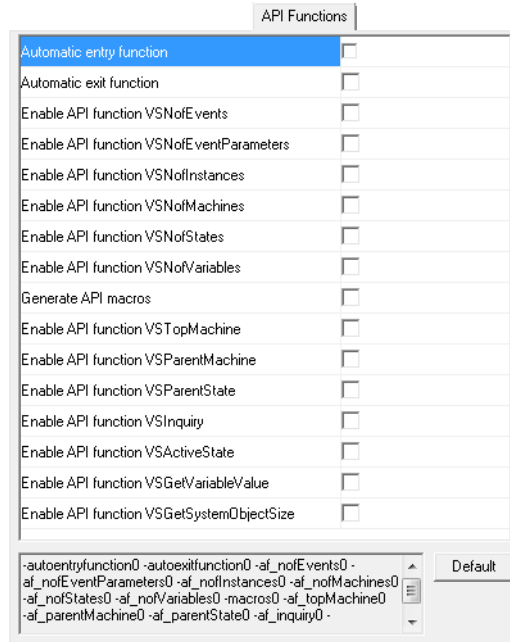 API Functions
Automatic entry function
Automatic exit function
Enable API function VSNofEvents
Enable API function VSNofEventParameters
Enable API function VSNofInstances
Enable API function VSNofMachines
Enable API function VSNofStates
Enable API function VSNofVariables
Generate API macros
Enable API function VSTopMachine
Enable API function VSParentMachine
Enable API function VSParentState
Enable API function VSInquiry
Enable API function VSActiveState
Enable API function VSGetVariableValue
Enable API function VSGetSystemObjectSize
-autoentryfunction0 -autoexitfunction0 -af_nofEvents0 -
af_nofEventParameters0 -af_nofInstances0 -af_nofMachines0
-af_nofStates0 -af_nofVariables0 -macros0 -af_topMachine0
-af_parentMachine0 -af_parentState0 -af_inquiry0 -
Default